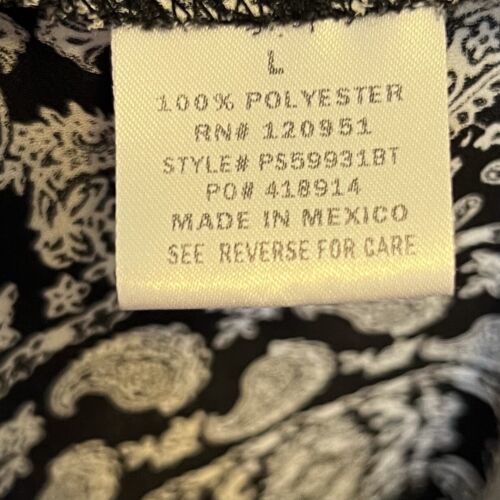 L
100% POLYESTER
RN# 120951
STYLE# PS59931BT
PO# 418914
MADE IN MEXICO
SEE REVERSE FOR CARE